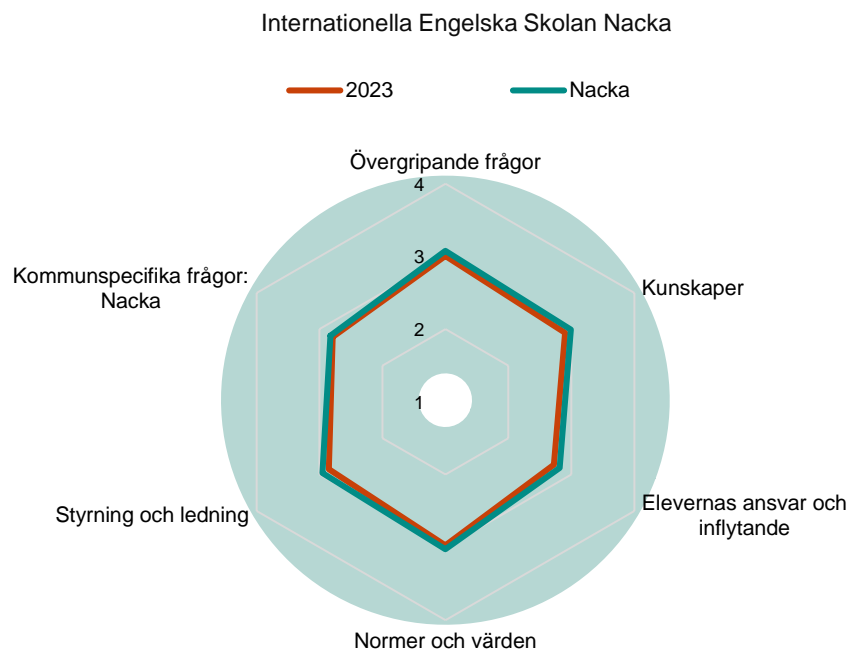 Internationella Engelska Skolan Nacka
2023
Nacka
Övergripande frågor
4
3
2
1
Kunskaper
Elevernas ansvar och
inflytande
Normer och värden
Styrning och ledning
Kommunspecifika frågor:
Nacka